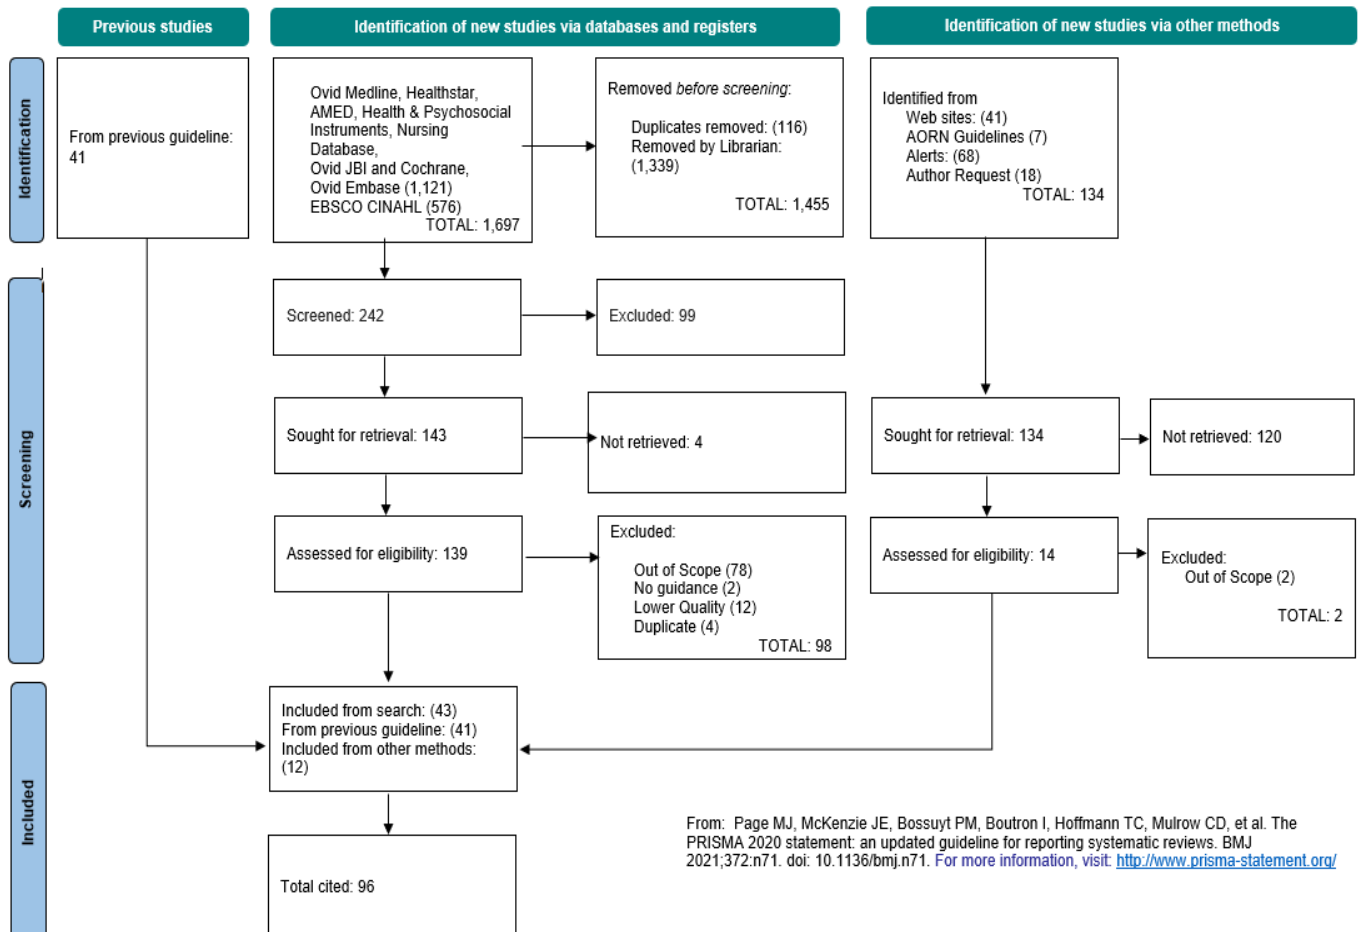 Previous studies
Identification of new studies via databases and registers
Identification of new studies via other methods
Identification
From previous guideline:
41
Ovid Medline, Healthstar,
AMED, Health & Psychosocial
Instruments, Nursing
Database,
Ovid JBI and Cochrane,
Ovid Embase (1,121)
EBSCO CINAHL (576)
TOTAL: 1,697
Removed before screening:
Duplicates removed: (116)
Removed by Librarian:
(1,339)
TOTAL: 1,455
Identified from
Web sites: (41)
AORN Guidelines (7)
Alerts: (68)
Author Request (18)
TOTAL: 134
Screening
Screened: 242
Excluded: 99
Sought for retrieval: 143
Not retrieved: 4
Sought for retrieval: 134
Not retrieved: 120
Assessed for eligibility: 139
Excluded:
Out of Scope (78)
No guidance (2)
Lower Quality (12)
Duplicate (4)
TOTAL: 98
Assessed for eligibility: 14
Excluded:
Out of Scope (2)
TOTAL: 2
Included
Included from search: (43)
From previous guideline: (41)
Included from other methods:
(12)
Total cited: 96
From: Page MJ, McKenzie JE, Bossuyt PM, Boutron I, Hoffmann TC, Mulrow CD, et al. The
PRISMA 2020 statement: an updated guideline for reporting systematic reviews. BMJ
2021;372:n71. doi: 10.1136/bmj.n71. For more information, visit: http://www.prisma-statement.org/